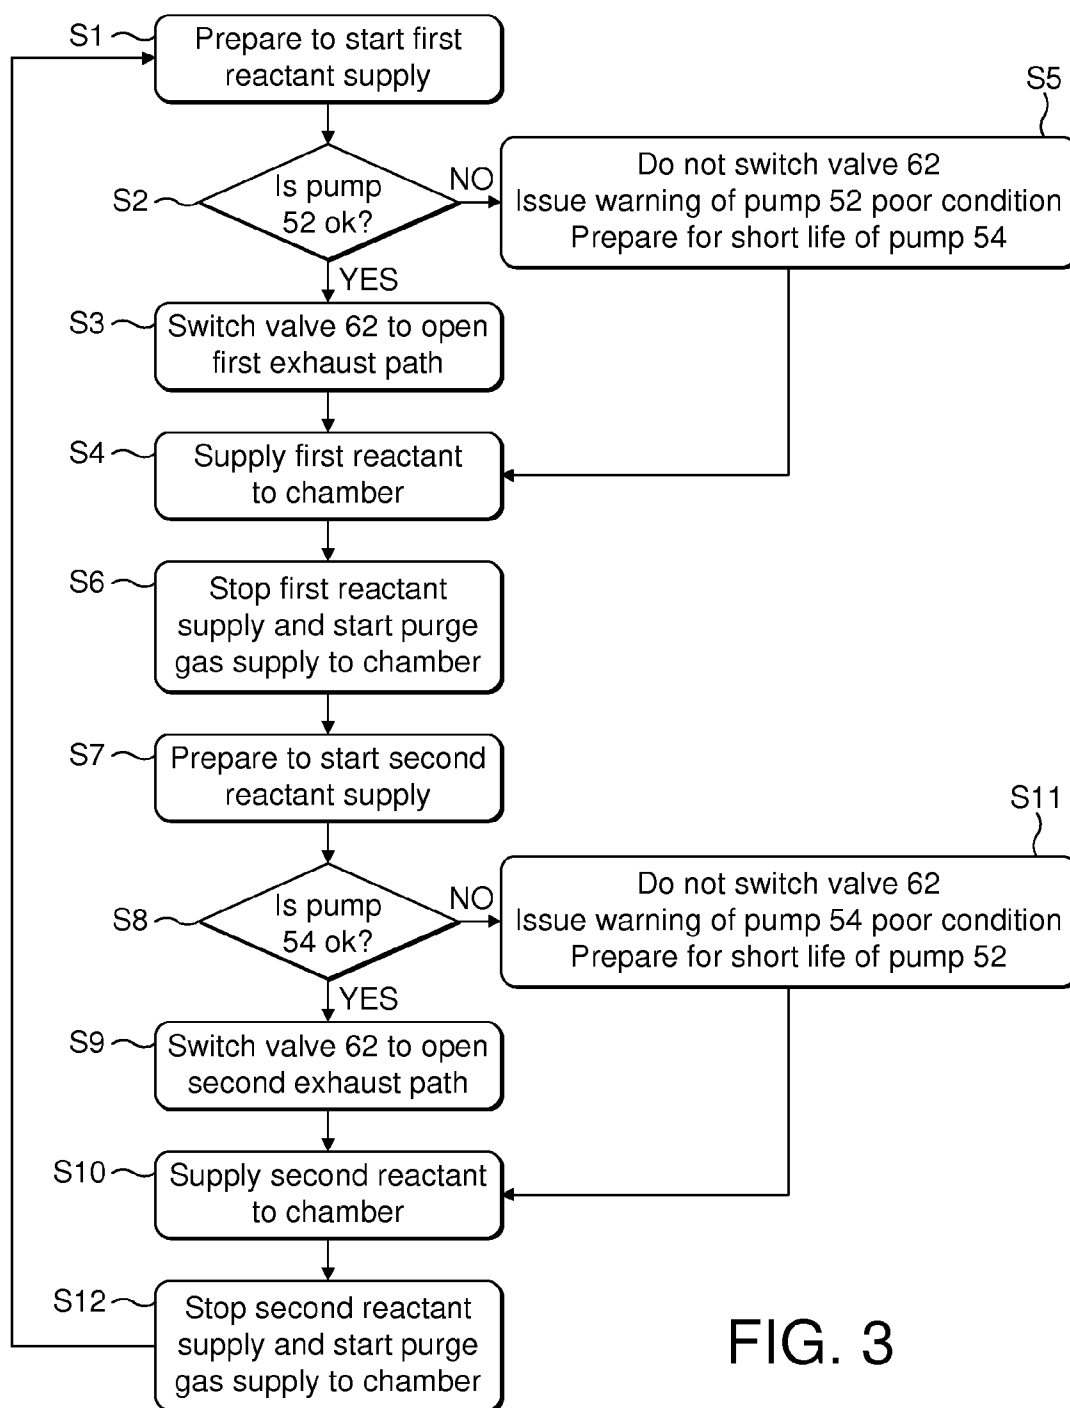 S1
Prepare to start first
reactant supply
S5
Do not switch valve 62
Issue warning of pump 52 poor condition
Prepare for short life of pump 54
S2
Is pump
52 ok?
NO
YES
S3
Switch valve 62 to open
first exhaust path
S4
Supply first reactant
to chamber
S6
Stop first reactant
supply and start purge
gas supply to chamber
S7
Prepare to start second
reactant supply
S11
Do not switch valve 62
Issue warning of pump 54 poor condition
Prepare for short life of pump 52
S8
Is pump
54 ok?
NO
YES
S9
Switch valve 62 to open
second exhaust path
S10
Supply second reactant
to chamber
S12
Stop second reactant
supply and start purge
gas supply to chamber
FIG. 3